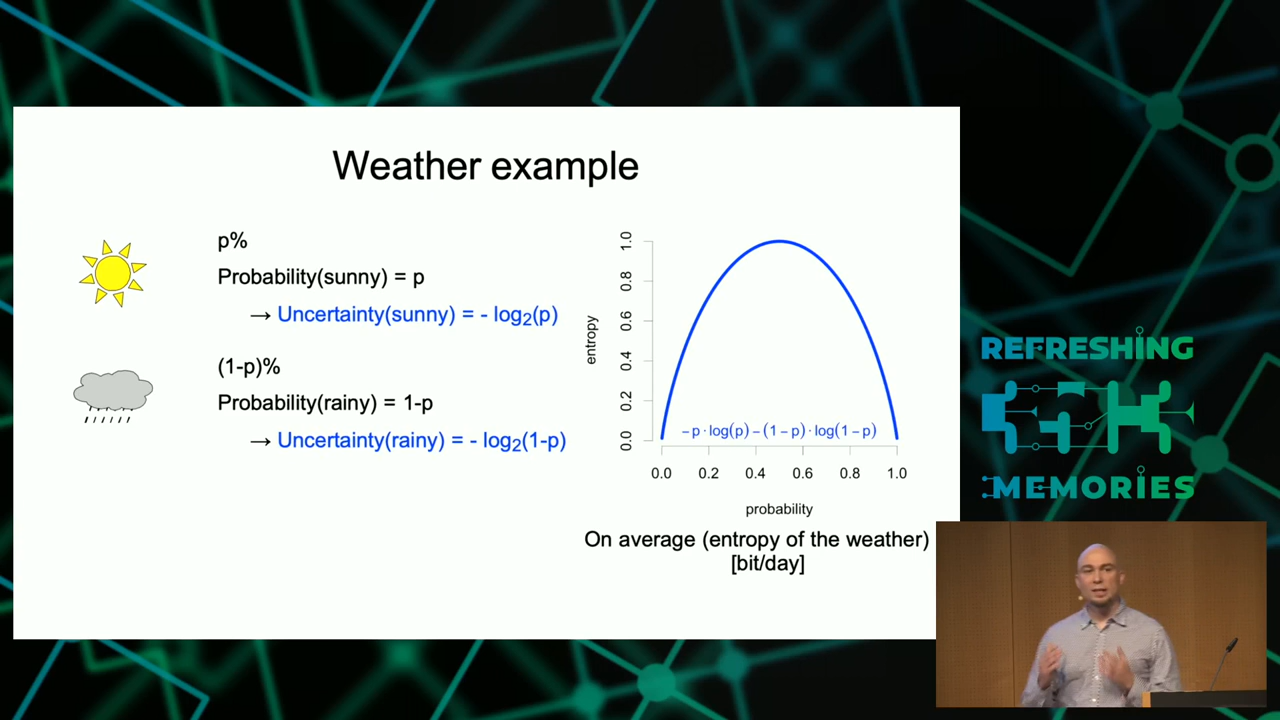 Weather example
p%
Probability(sunny) = p
→ Uncertainty(sunny) = - log₂(p)
(1-p)%
Probability(rainy) = 1-p
→ Uncertainty(rainy) = - log₂(1-p)
entropy
1.0
0.8
0.6
0.4
0.2
0.0
−p · log(p) − (1 − p) · log(1 − p)
0.0 0.2 0.4 0.6 0.8 1.0
probability
On average (entropy of the weather)
[bit/day]
REFRESHING
MEMORIES